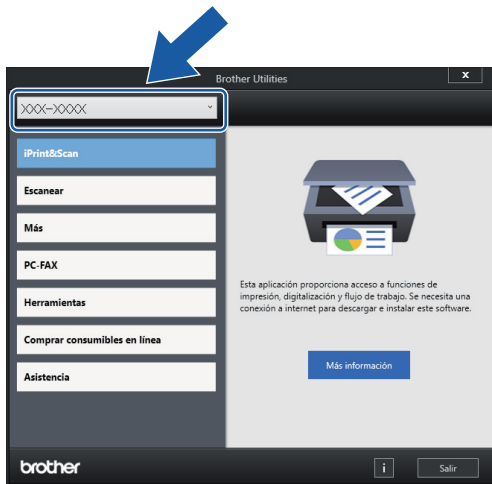 Brother Utilities
x
XXX-XXXX
iPrint&Scan
Escanear
Más
PC-FAX
Herramientas
Comprar consumibles en línea
Asistencia
Esta aplicación proporciona acceso a funciones de
impresión, digitalización y flujo de trabajo. Se necesita una
conexión a internet para descargar e instalar este software.
Más información
brother
i
Salir